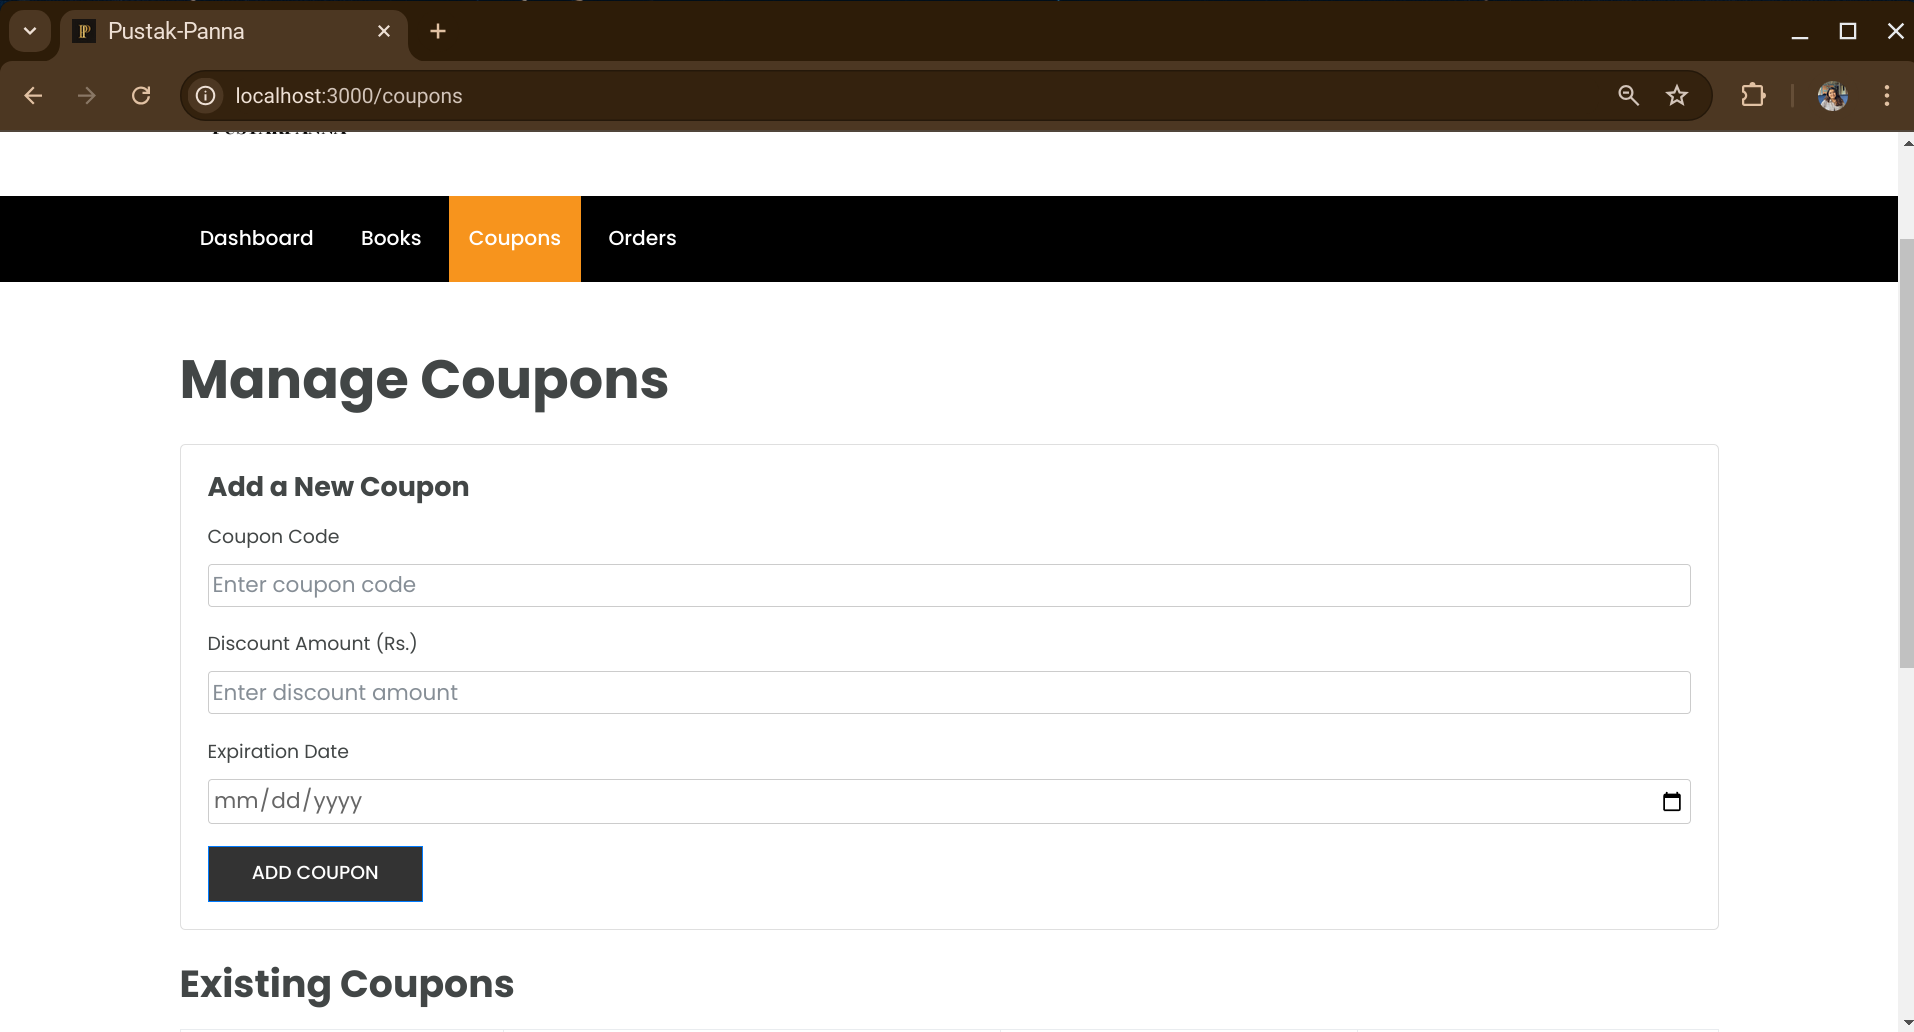 Pustak-Panna
localhost:3000/coupons
Dashboard Books Coupons Orders
Manage Coupons
Add a New Coupon
Coupon Code
Enter coupon code
Discount Amount (Rs.)
Enter discount amount
Expiration Date
mm/dd/yyyy
ADD COUPON
Existing Coupons